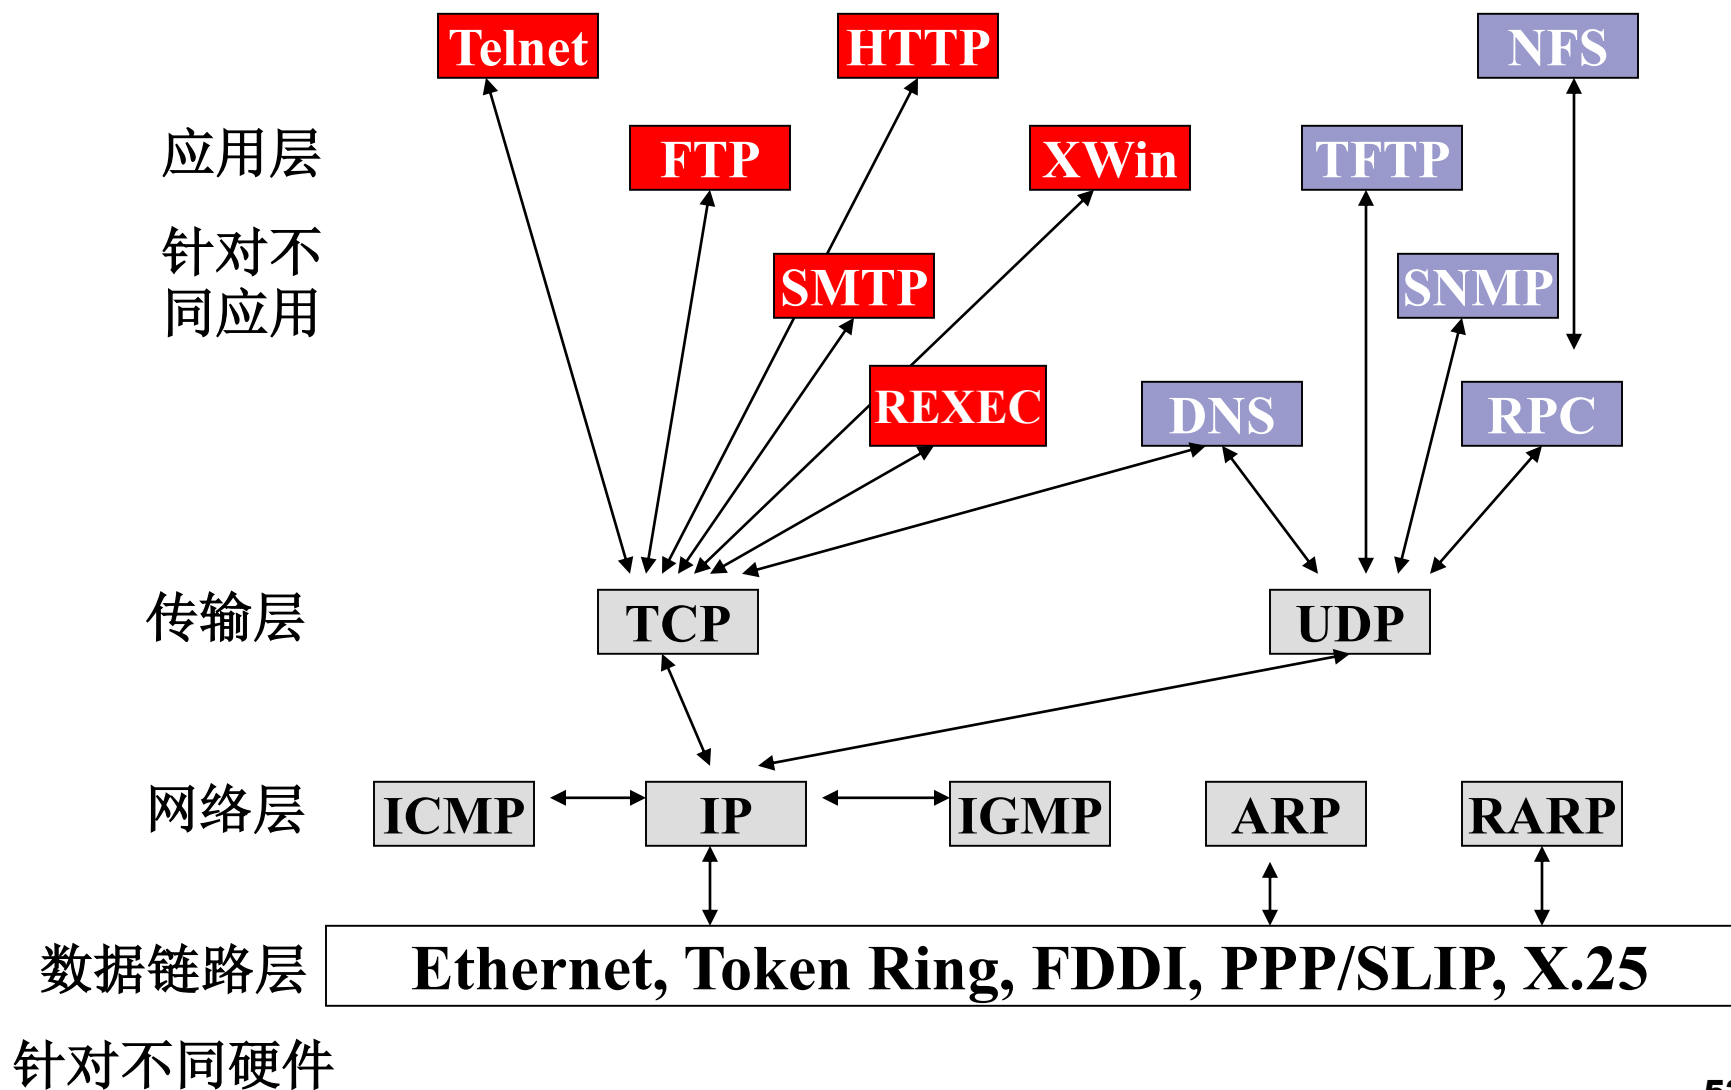 Telnet HTTP NFS
应用层 FTP XWin TFTP
针对不
同应用
SMTP SNMP
REXEC DNS RPC
传输层 TCP UDP
网络层 ICMP IP IGMP ARP RARP
数据链路层 Ethernet, Token Ring, FDDI, PPP/SLIP, X.25
针对不同硬件